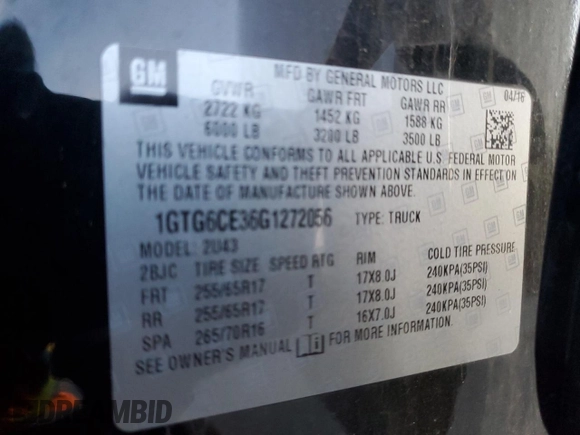 GM
MFD BY GENERAL MOTORS LLC
04/16
GVWR GAWR FRT GAWR RR
2722 KG 1452 KG 1588 KG
6000 LB 3200 LB 3500 LB
THIS VEHICLE CONFORMS TO ALL APPLICABLE U.S. FEDERAL MOTOR
VEHICLE SAFETY AND THEFT PREVENTION STANDARDS IN EFFECT ON
THE DATE OF MANUFACTURE SHOWN ABOVE.
1GTG6CE36G1272056 TYPE: TRUCK
MODEL: 2U43
2BJC TIRE SIZE SPEED RTG RIM COLD TIRE PRESSURE
FRT 255/65R17 T 17X8.0J 240KPA(35PSI)
RR 255/65R17 T 17X8.0J 240KPA(35PSI)
SPA 265/70R16 T 16X7.0J 240KPA(35PSI)
SEE OWNER'S MANUAL FOR MORE INFORMATION.